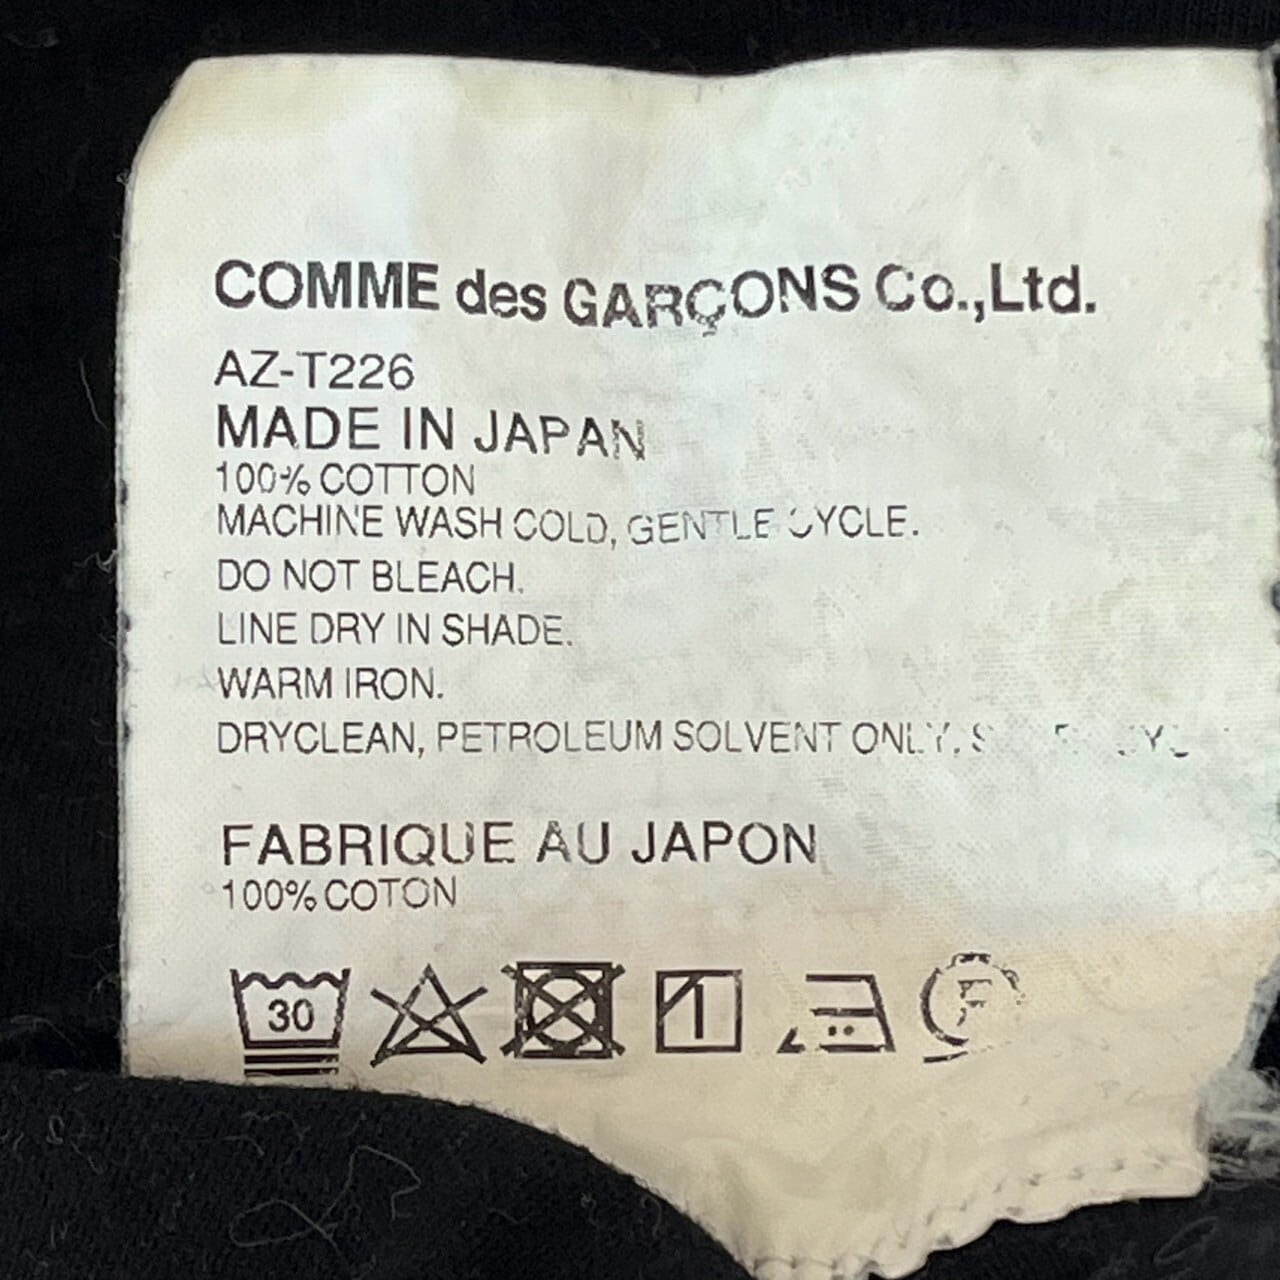 COMME des GARÇONS Co.,Ltd.
AZ-T226
MADE IN JAPAN
100% COTTON
MACHINE WASH COLD, GENTLE CYCLE.
DO NOT BLEACH.
LINE DRY IN SHADE.
WARM IRON.
DRYCLEAN, PETROLEUM SOLVENT ONLY.
FABRIQUE AU JAPON
100% COTON
30
F